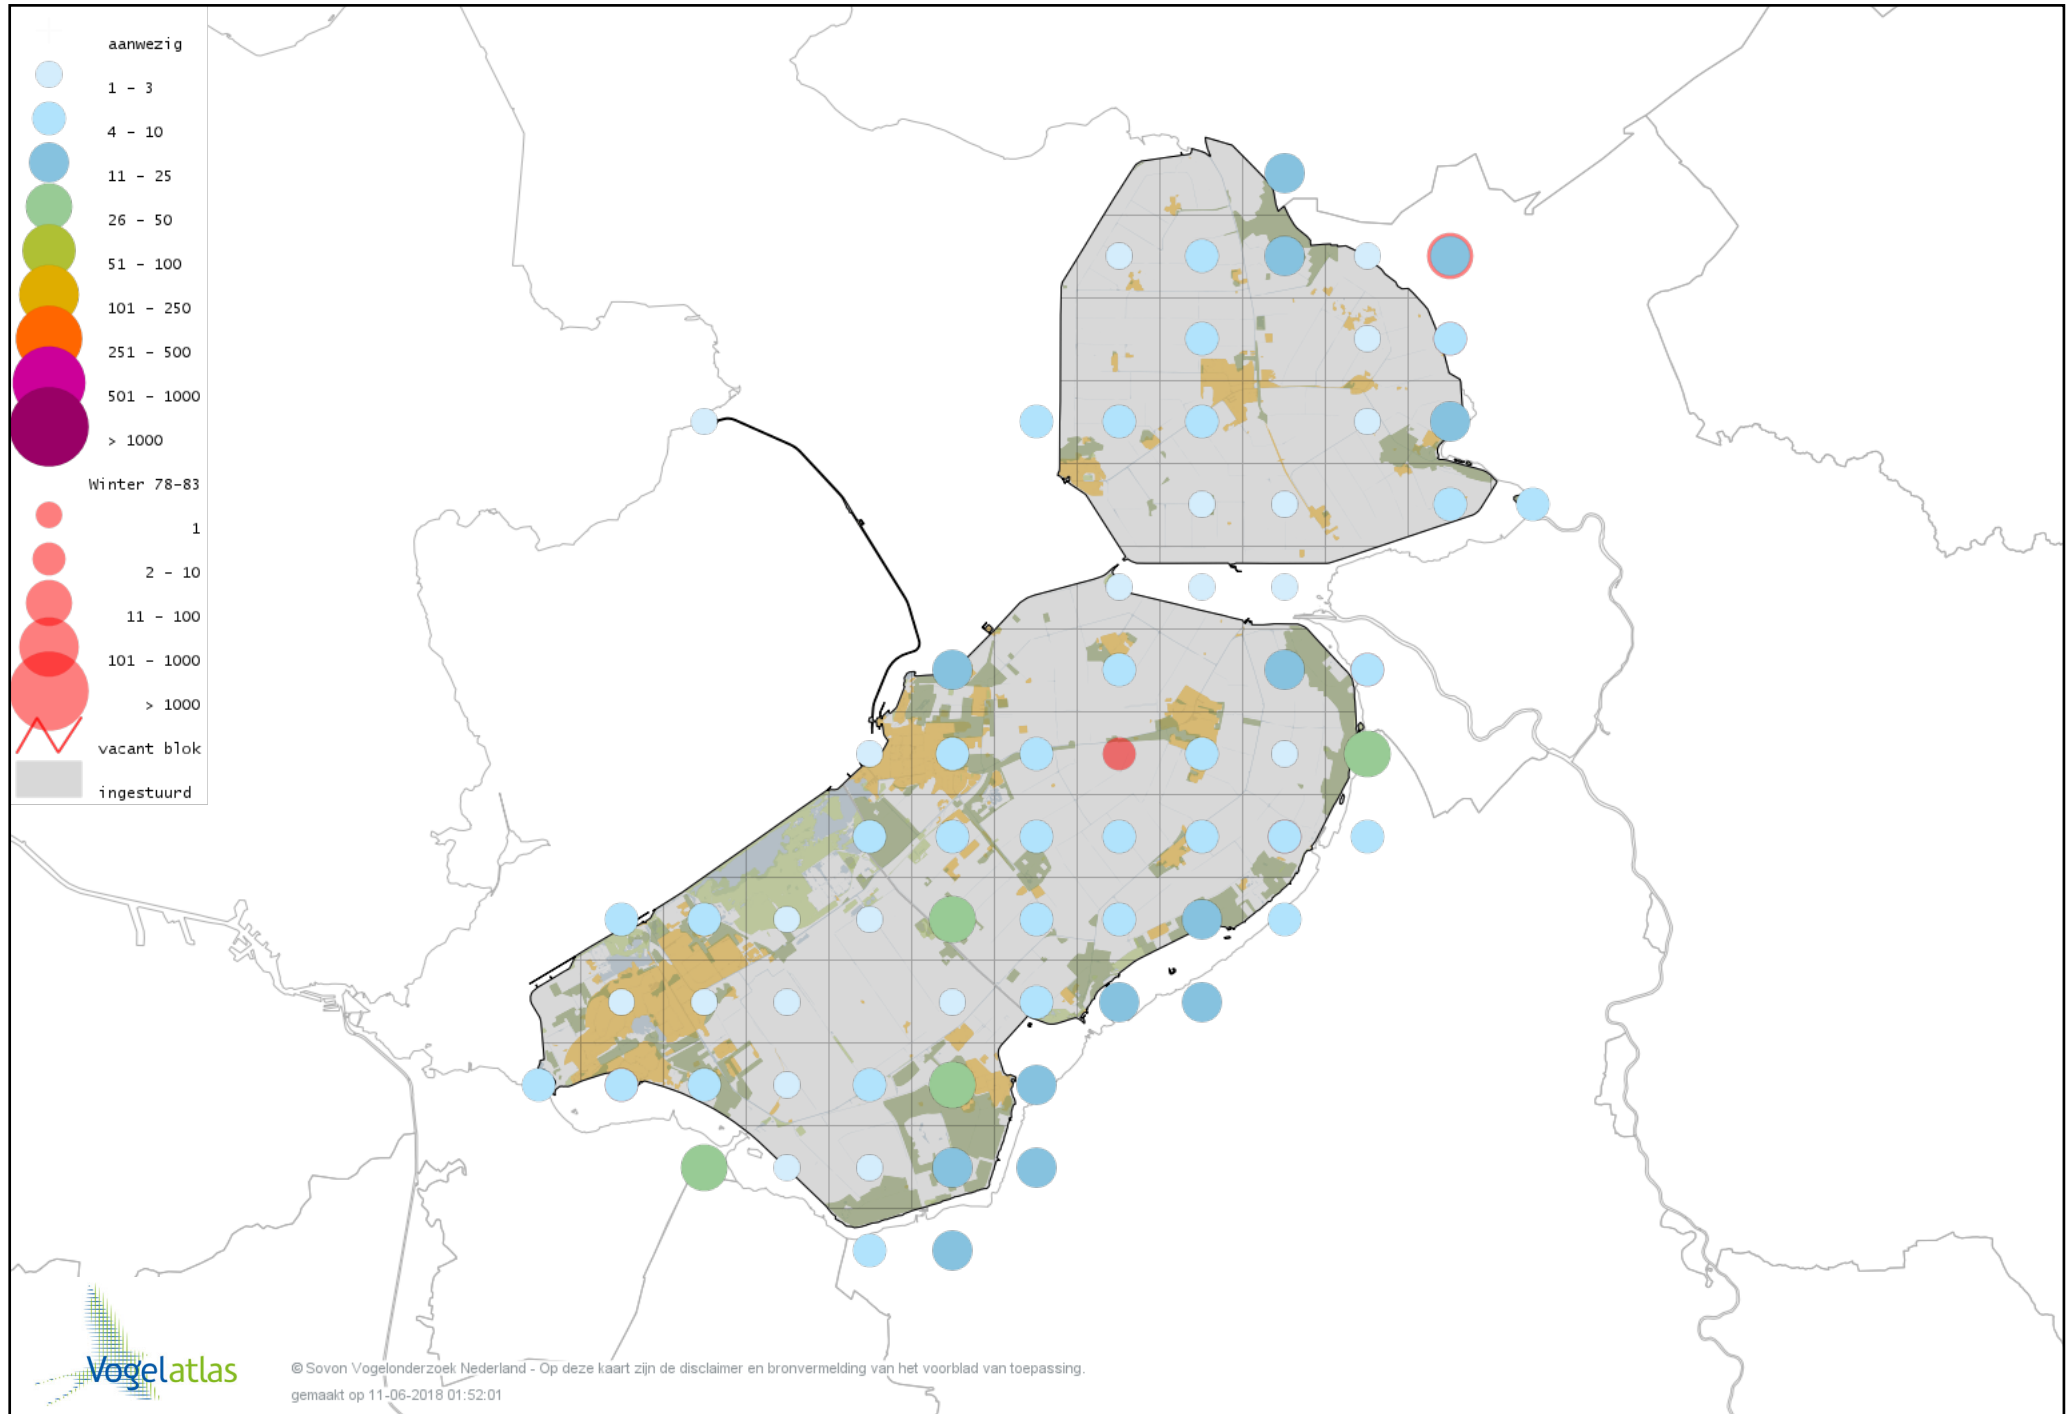 aanwezig
1 - 3
4 - 10
11 - 25
26 - 50
51 - 100
101 - 250
251 - 500
501 - 1000
> 1000
Winter 78-83
1
2 - 10
11 - 100
101 - 1000
> 1000
vacant blok
ingestuurd
Vogelatlas
© Sovon Vogelonderzoek Nederland - Op deze kaart zijn de disclaimer en bronvermelding van het voorblad van toepassing.
gemaakt op 11-06-2018 01:52:01